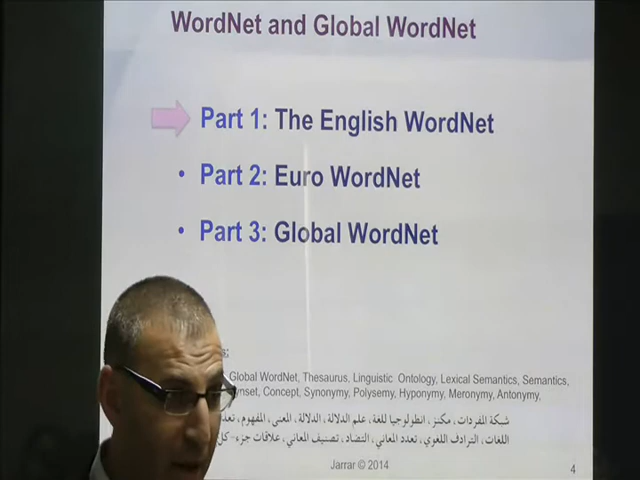 WordNet and Global WordNet
Part 1: The English WordNet
• Part 2: Euro WordNet
• Part 3: Global WordNet
Global WordNet, Thesaurus, Linguistic Ontology, Lexical Semantics, Semantics,
Concept, Synonymy, Polysemy, Hyponymy, Meronymy, Antonymy,
شبكة المفردات، مكنز، انطولوجيا للغة، علم الدلالة، الدلالة، المعنى، المفهوم،
اللغات، الترادف اللغوي، تعدد المعاني، التضاد، تصنيف المعاني، علاقات جزء-كل
Jarrar © 2014
4